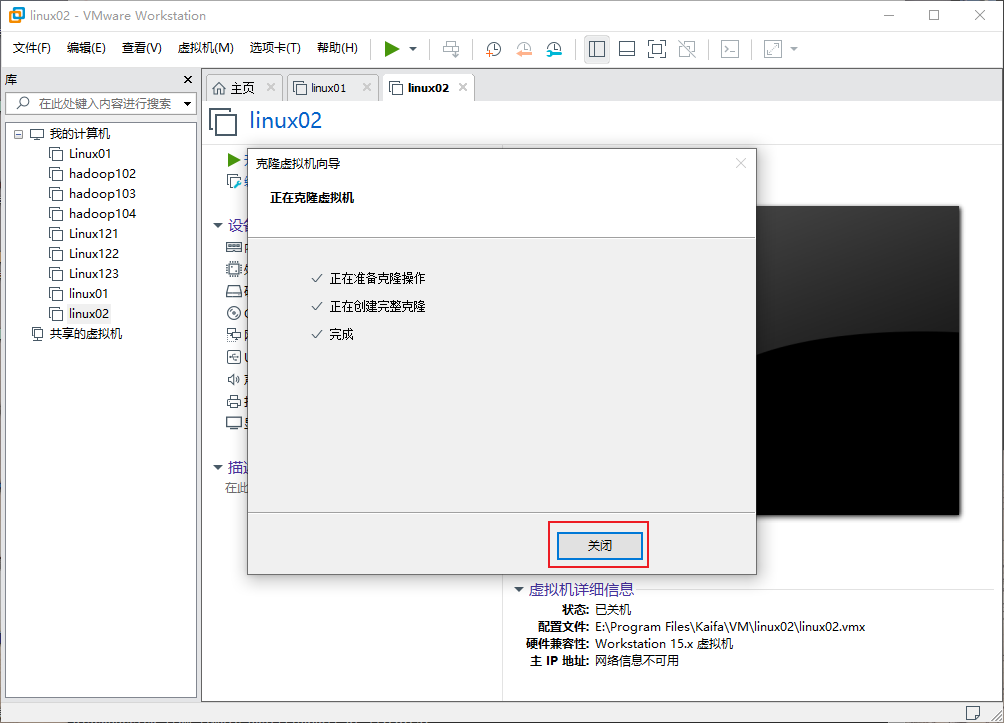 linux02 - VMware Workstation
文件(F) 编辑(E) 查看(V) 虚拟机(M) 选项卡(T) 帮助(H)
库
在此处键入内容进行搜索
我的计算机
Linux01
hadoop102
hadoop103
hadoop104
Linux121
Linux122
Linux123
linux01
linux02
共享的虚拟机
主页 linux01 linux02
linux02
克隆虚拟机向导
正在克隆虚拟机
正在准备克隆操作
正在创建完整克隆
完成
关闭
在此
虚拟机详细信息
状态: 已关机
配置文件: E:\Program Files\Kaifa\VM\linux02\linux02.vmx
硬件兼容性: Workstation 15.x 虚拟机
主 IP 地址: 网络信息不可用